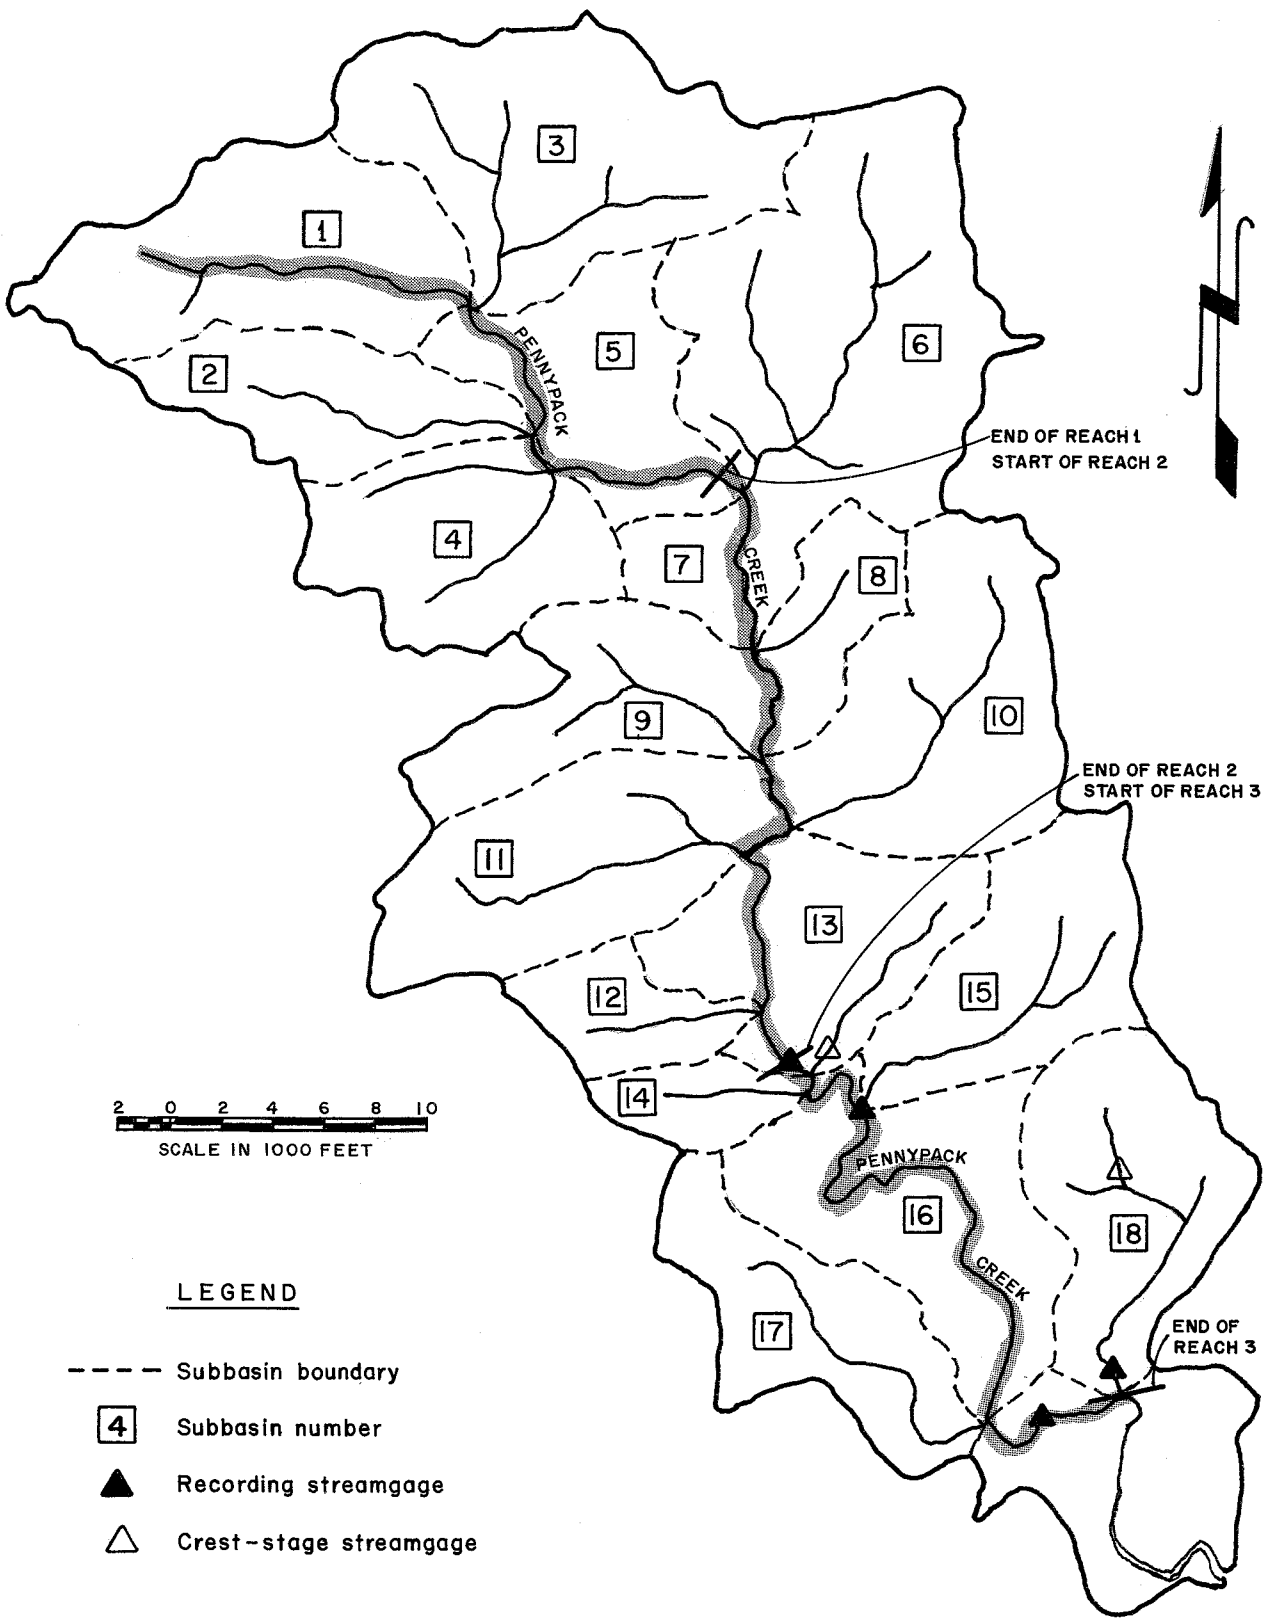 3
1
PENNYPACK
5
6
2
END OF REACH 1
START OF REACH 2
4
7
CREEK
8
9
10
END OF REACH 2
START OF REACH 3
11
13
12
15
14
2 0 2 4 6 8 10
SCALE IN 1000 FEET
PENNYPACK
16
18
CREEK
17
END OF
REACH 3
LEGEND
Subbasin boundary
4 Subbasin number
Recording streamgage
Crest-stage streamgage